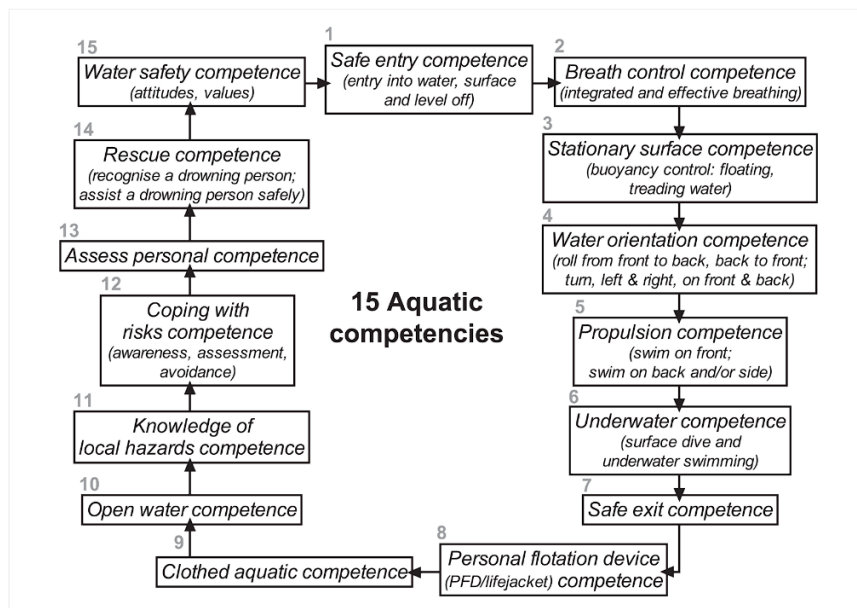 1
Safe entry competence
(entry into water, surface
and level off)
2
Breath control competence
(integrated and effective breathing)
3
Stationary surface competence
(buoyancy control: floating,
treading water)
4
Water orientation competence
(roll from front to back, back to front;
turn, left & right, on front & back)
5
Propulsion competence
(swim on front;
swim on back and/or side)
6
Underwater competence
(surface dive and
underwater swimming)
7
Safe exit competence
8
Personal flotation device
(PFD/lifejacket) competence
9
Clothed aquatic competence
10
Open water competence
11
Knowledge of
local hazards competence
12
Coping with
risks competence
(awareness, assessment,
avoidance)
13
Assess personal competence
14
Rescue competence
(recognise a drowning person;
assist a drowning person safely)
15
Water safety competence
(attitudes, values)
15 Aquatic
competencies